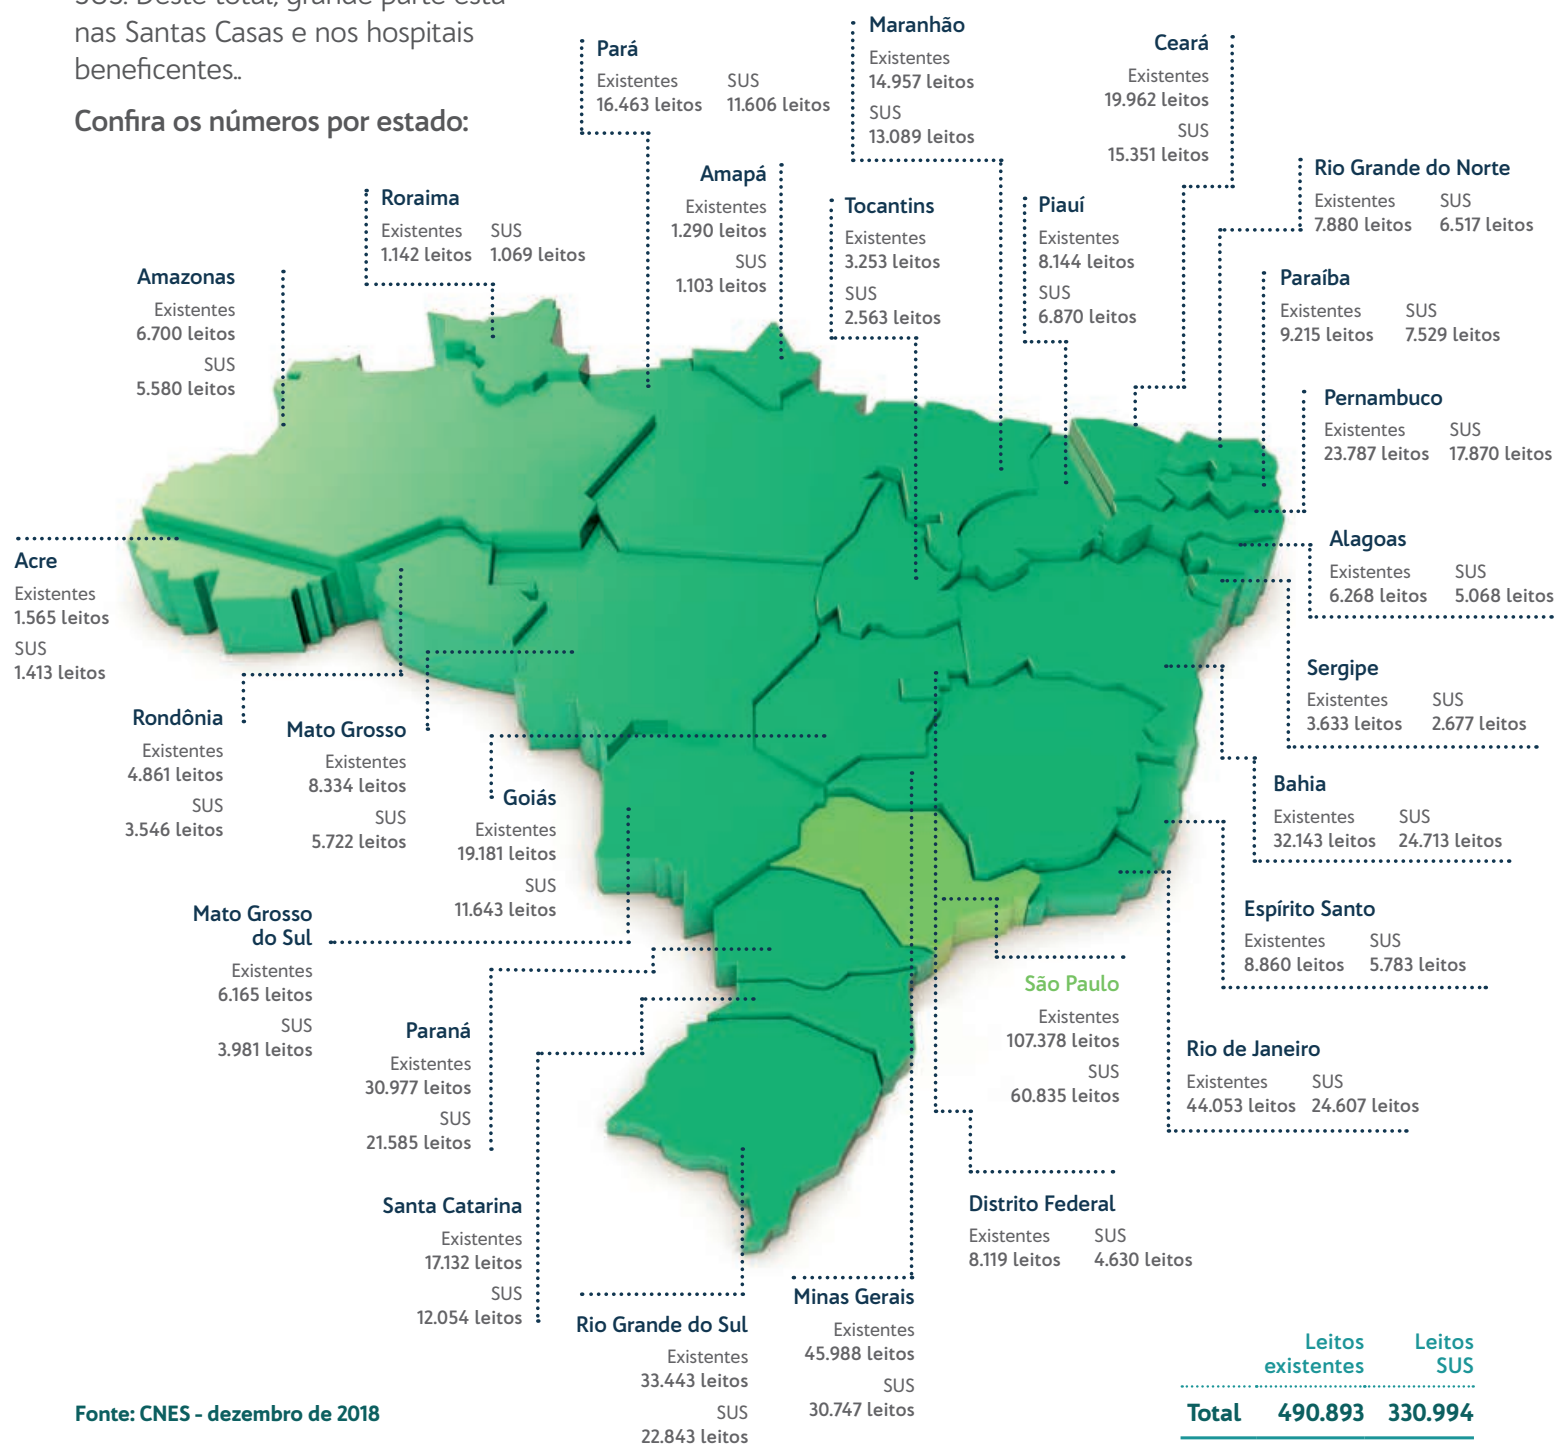 SUS. Deste total, grande parte está
nas Santas Casas e nos hospitais
beneficentes..
Confira os números por estado:
Pará
Existentes SUS
16.463 leitos 11.606 leitos
Maranhão
Existentes
14.957 leitos
SUS
13.089 leitos
Ceará
Existentes
19.962 leitos
SUS
15.351 leitos
Rio Grande do Norte
Existentes SUS
7.880 leitos 6.517 leitos
Roraima
Existentes SUS
1.142 leitos 1.069 leitos
Amapá
Existentes
1.290 leitos
SUS
1.103 leitos
Tocantins
Existentes
3.253 leitos
SUS
2.563 leitos
Piauí
Existentes
8.144 leitos
SUS
6.870 leitos
Paraíba
Existentes SUS
9.215 leitos 7.529 leitos
Amazonas
Existentes
6.700 leitos
SUS
5.580 leitos
Pernambuco
Existentes SUS
23.787 leitos 17.870 leitos
Acre
Existentes
1.565 leitos
SUS
1.413 leitos
Alagoas
Existentes SUS
6.268 leitos 5.068 leitos
Sergipe
Existentes SUS
3.633 leitos 2.677 leitos
Rondônia
Existentes
4.861 leitos
SUS
3.546 leitos
Mato Grosso
Existentes
8.334 leitos
SUS
5.722 leitos
Goiás
Existentes
19.181 leitos
SUS
11.643 leitos
Bahia
Existentes SUS
32.143 leitos 24.713 leitos
Mato Grosso
do Sul
Existentes
6.165 leitos
SUS
3.981 leitos
Espírito Santo
Existentes SUS
8.860 leitos 5.783 leitos
São Paulo
Existentes
107.378 leitos
SUS
60.835 leitos
Paraná
Existentes
30.977 leitos
SUS
21.585 leitos
Rio de Janeiro
Existentes SUS
44.053 leitos 24.607 leitos
Santa Catarina
Existentes
17.132 leitos
SUS
12.054 leitos
Distrito Federal
Existentes SUS
8.119 leitos 4.630 leitos
Rio Grande do Sul
Existentes
33.443 leitos
SUS
22.843 leitos
Minas Gerais
Existentes
45.988 leitos
SUS
30.747 leitos
Leitos Leitos
existentes SUS
Total 490.893 330.994
Fonte: CNES - dezembro de 2018